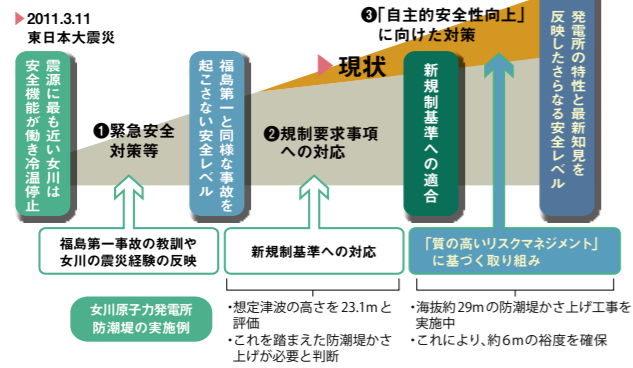 ▶2011.3.11
東日本大震災
震源に最も近い女川は
安全機能が働き冷温停止
❶緊急安全
対策等
福島第一と同様な事故を
起こさない安全レベル
▶現状
❷規制要求事項
への対応
❸「自主的安全性向上」
に向けた対策
新規制基準への適合
発電所の特性と最新知見を
反映したさらなる安全レベル
福島第一事故の教訓や
女川の震災経験の反映
新規制基準への対応
「質の高いリスクマネジメント」
に基づく取り組み
女川原子力発電所
防潮堤の実施例
・想定津波の高さを23.1mと
評価
・これを踏まえた防潮堤かさ
上げが必要と判断
・海抜約29mの防潮堤かさ上げ工事を
実施中
・これにより、約6mの裕度を確保